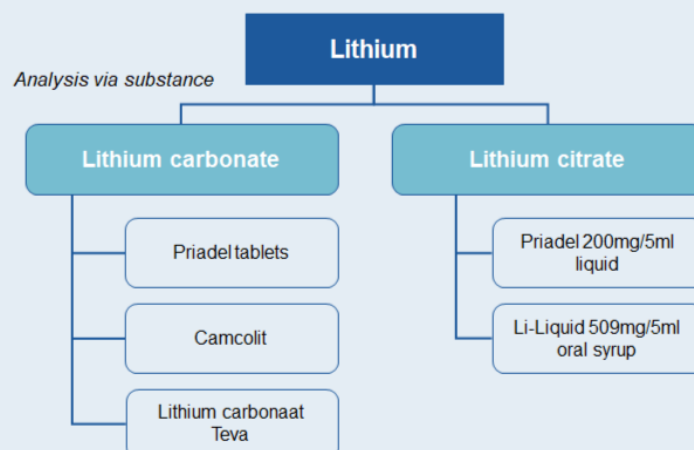 Lithium
Analysis via substance
Lithium carbonate
Lithium citrate
Priadel tablets
Priadel 200mg/5ml
liquid
Camcolit
Li-Liquid 509mg/5ml
oral syrup
Lithium carbonaat
Teva